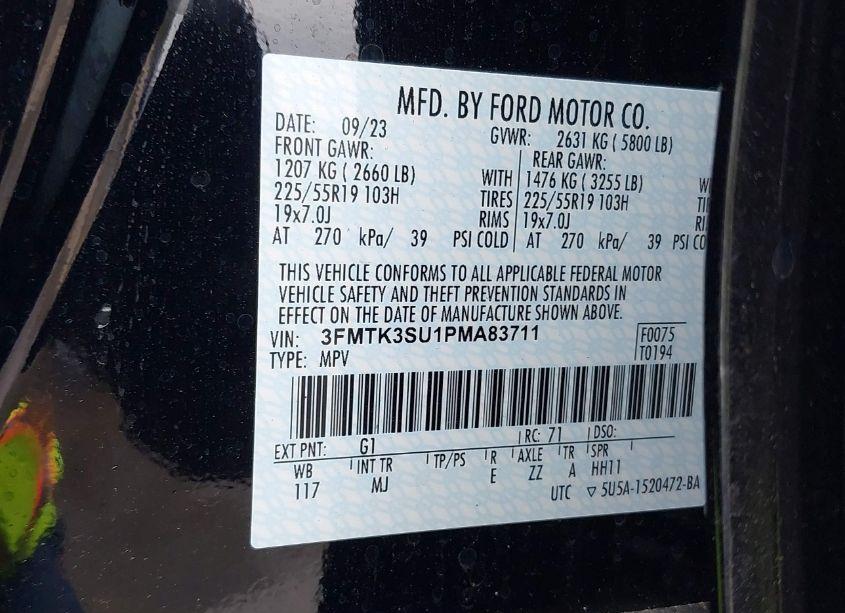 MFD. BY FORD MOTOR CO.
DATE: 09/23 GVWR: 2631 KG ( 5800 LB)
FRONT GAWR: REAR GAWR:
1207 KG ( 2660 LB) WITH 1476 KG ( 3255 LB)
225/55R19 103H TIRES 225/55R19 103H
19x7.0J RIMS 19x7.0J
AT 270 kPa/ 39 PSI COLD AT 270 kPa/ 39 PSI CO
THIS VEHICLE CONFORMS TO ALL APPLICABLE FEDERAL MOTOR
VEHICLE SAFETY AND THEFT PREVENTION STANDARDS IN
EFFECT ON THE DATE OF MANUFACTURE SHOWN ABOVE.
VIN: 3FMTK3SU1PMA83711 F0075
TYPE: MPV T0194
EXT PNT: G1 RC: 71 DSO:
WB INT TR TP/PS R AXLE TR SPR
117 MJ E ZZ A HH11
UTC ▽ 5U5A-1520472-BA